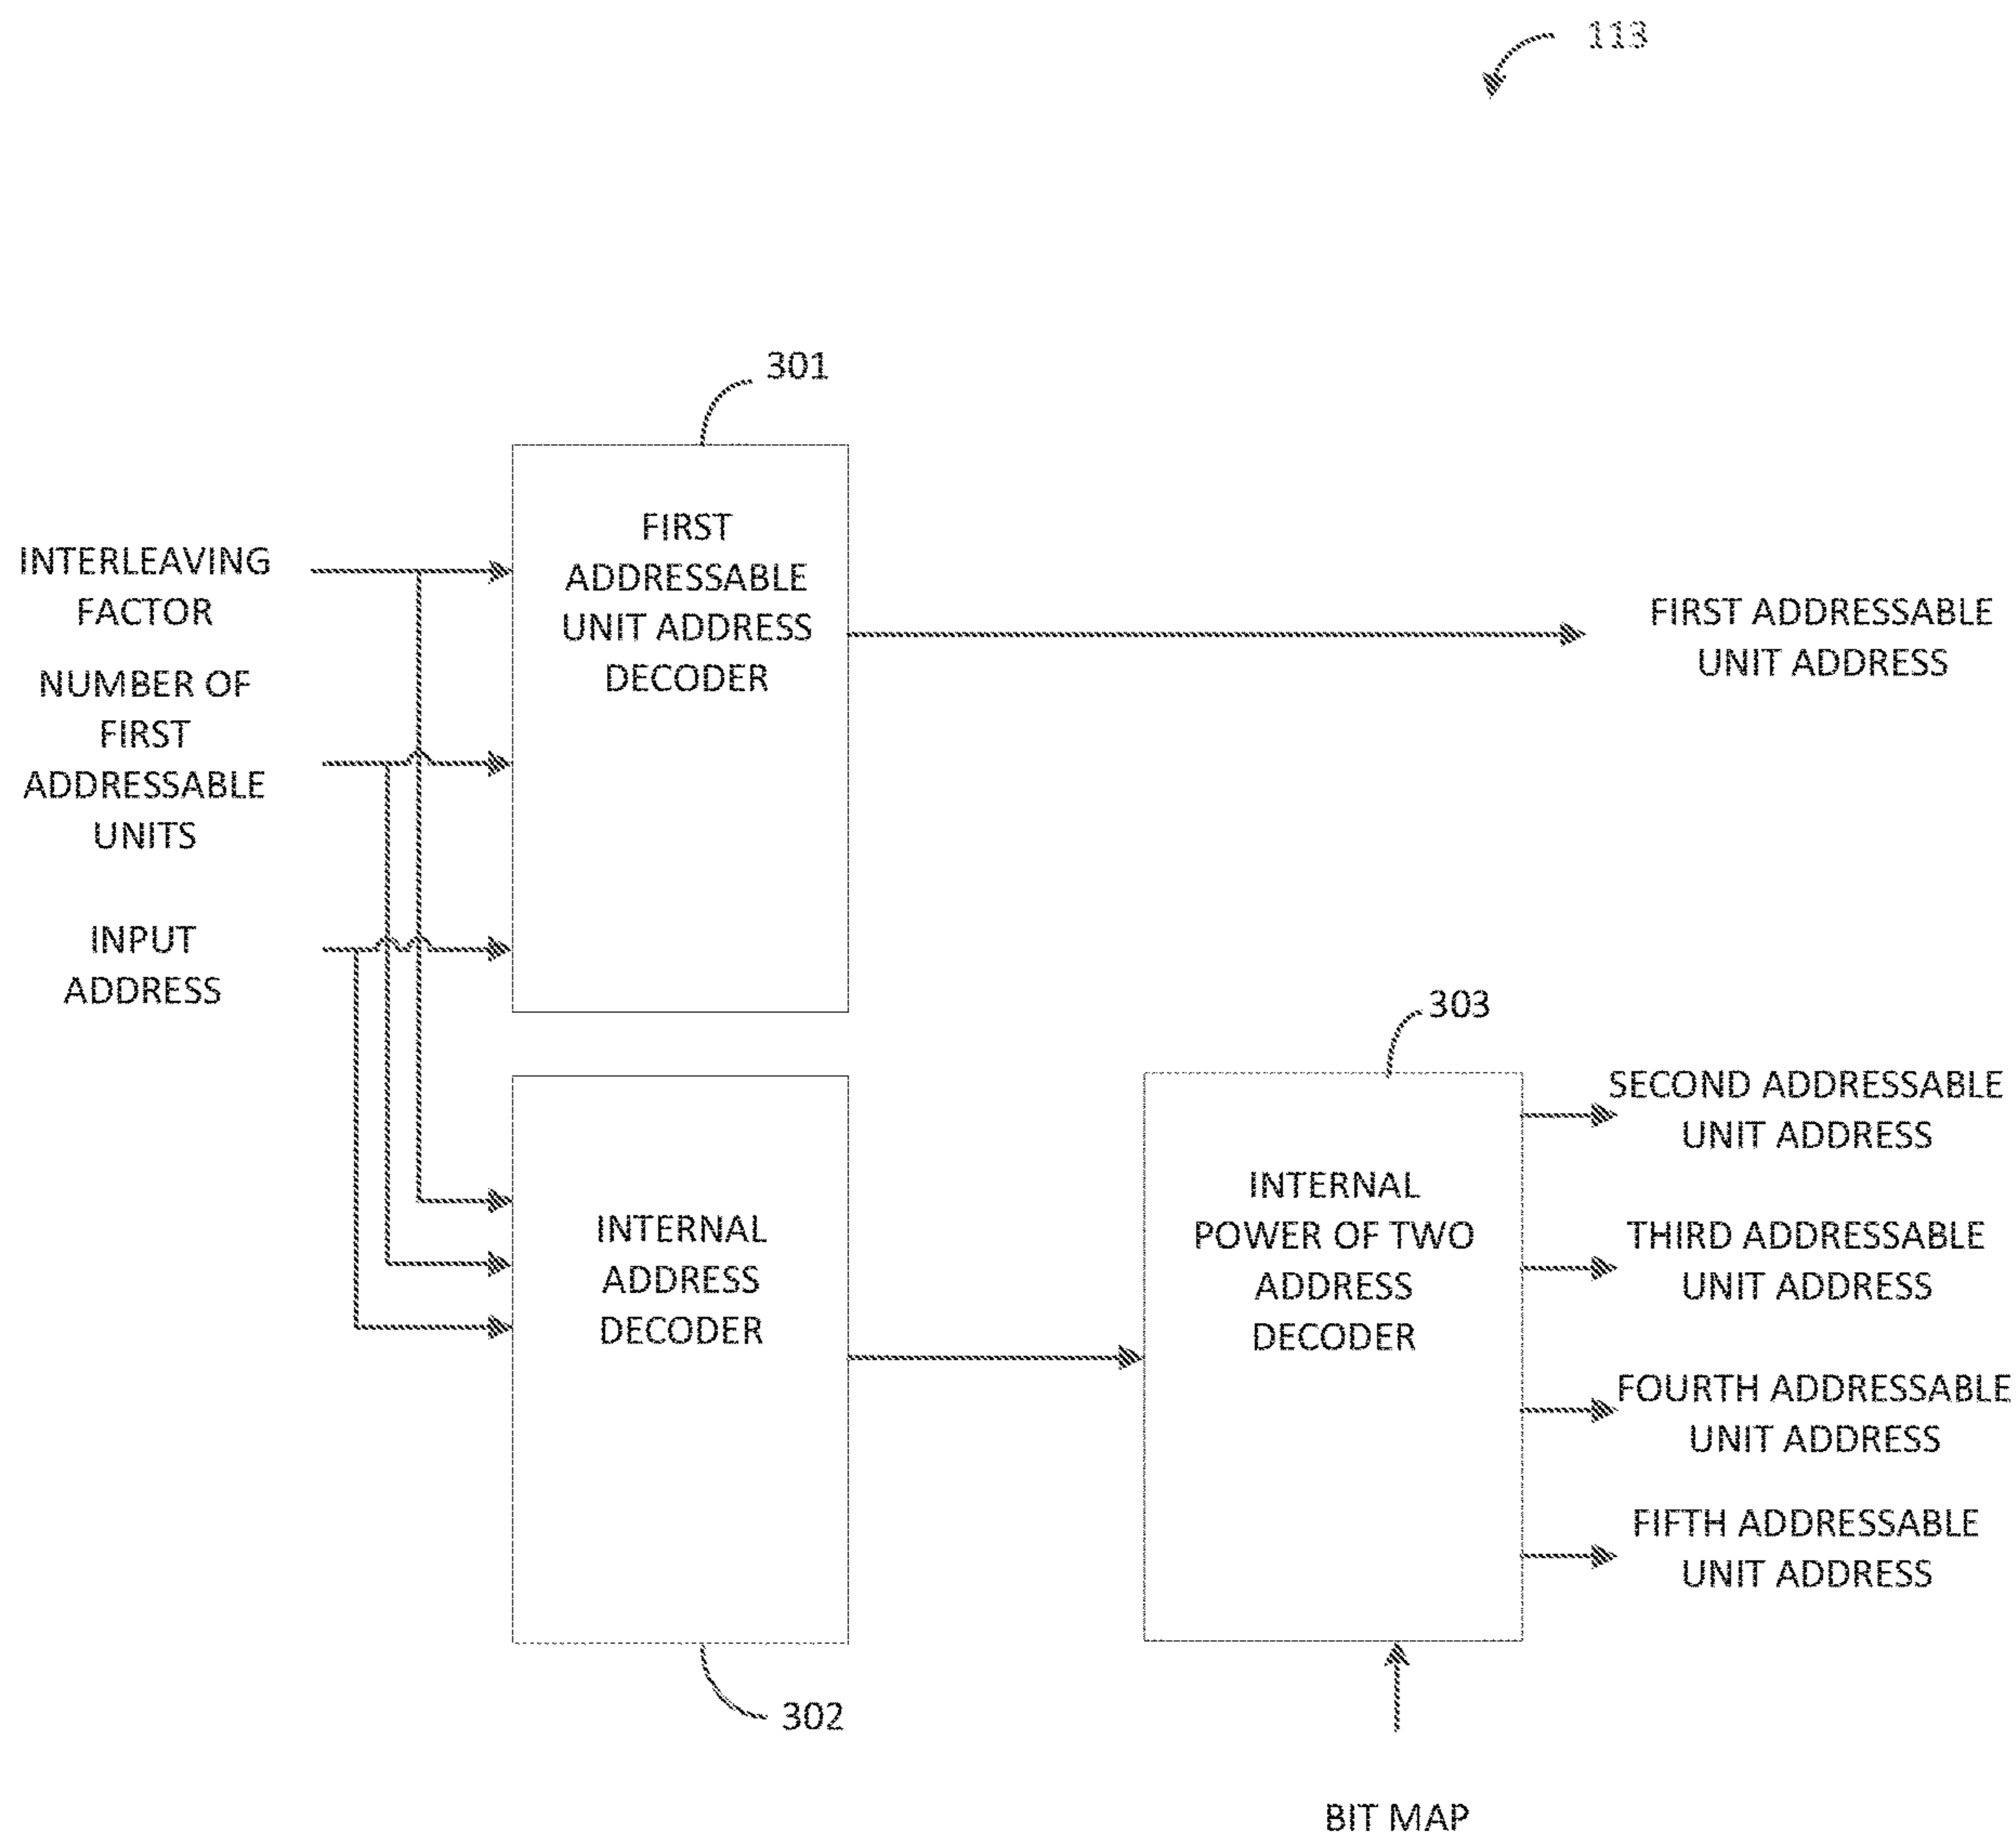 113
301
FIRST
ADDRESSABLE
UNIT ADDRESS
DECODER
INTERLEAVING
FACTOR
NUMBER OF
FIRST
ADDRESSABLE
UNITS
INPUT
ADDRESS
FIRST ADDRESSABLE
UNIT ADDRESS
303
INTERNAL
ADDRESS
DECODER
302
INTERNAL
POWER OF TWO
ADDRESS
DECODER
SECOND ADDRESSABLE
UNIT ADDRESS
THIRD ADDRESSABLE
UNIT ADDRESS
FOURTH ADDRESSABLE
UNIT ADDRESS
FIFTH ADDRESSABLE
UNIT ADDRESS
BIT MAP